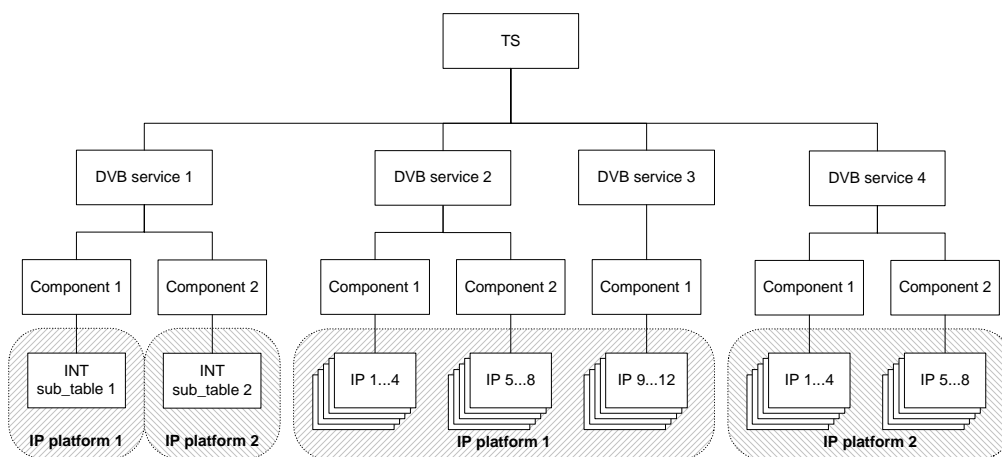 TS
DVB service 1
DVB service 2
DVB service 3
DVB service 4
Component 1
Component 2
Component 1
Component 2
Component 1
Component 1
Component 2
INT
sub_table 1
INT
sub_table 2
IP 1...4
IP 5...8
IP 9...12
IP 1...4
IP 5...8
IP platform 1
IP platform 2
IP platform 1
IP platform 2